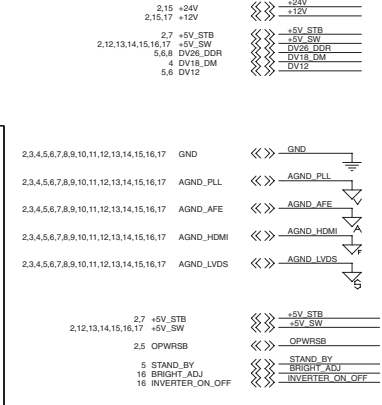 2,15 +24V +24V
2,15,17 +12V +12V
2,7 +5V_STB +5V_STB
2,12,13,14,15,16,17 +5V_SW +5V_SW
5,6,8 DV26_DDR DV26_DDR
4 DV18_DM DV18_DM
5,6 DV12 DV12
2,3,4,5,6,7,8,9,10,11,12,13,14,15,16,17 GND GND
2,3,4,5,6,7,8,9,10,11,12,13,14,15,16,17 AGND_PLL AGND_PLL
V
2,3,4,5,6,7,8,9,10,11,12,13,14,15,16,17 AGND_AFE AGND_AFE
A
2,3,4,5,6,7,8,9,10,11,12,13,14,15,16,17 AGND_HDMI AGND_HDMI
F
2,3,4,5,6,7,8,9,10,11,12,13,14,15,16,17 AGND_LVDS AGND_LVDS
S
2,7 +5V_STB +5V_STB
2,12,13,14,15,16,17 +5V_SW +5V_SW
2,5 OPWRSB OPWRSB
5 STAND_BY STAND_BY
16 BRIGHT_ADJ BRIGHT_ADJ
16 INVERTER_ON_OFF INVERTER_ON_OFF